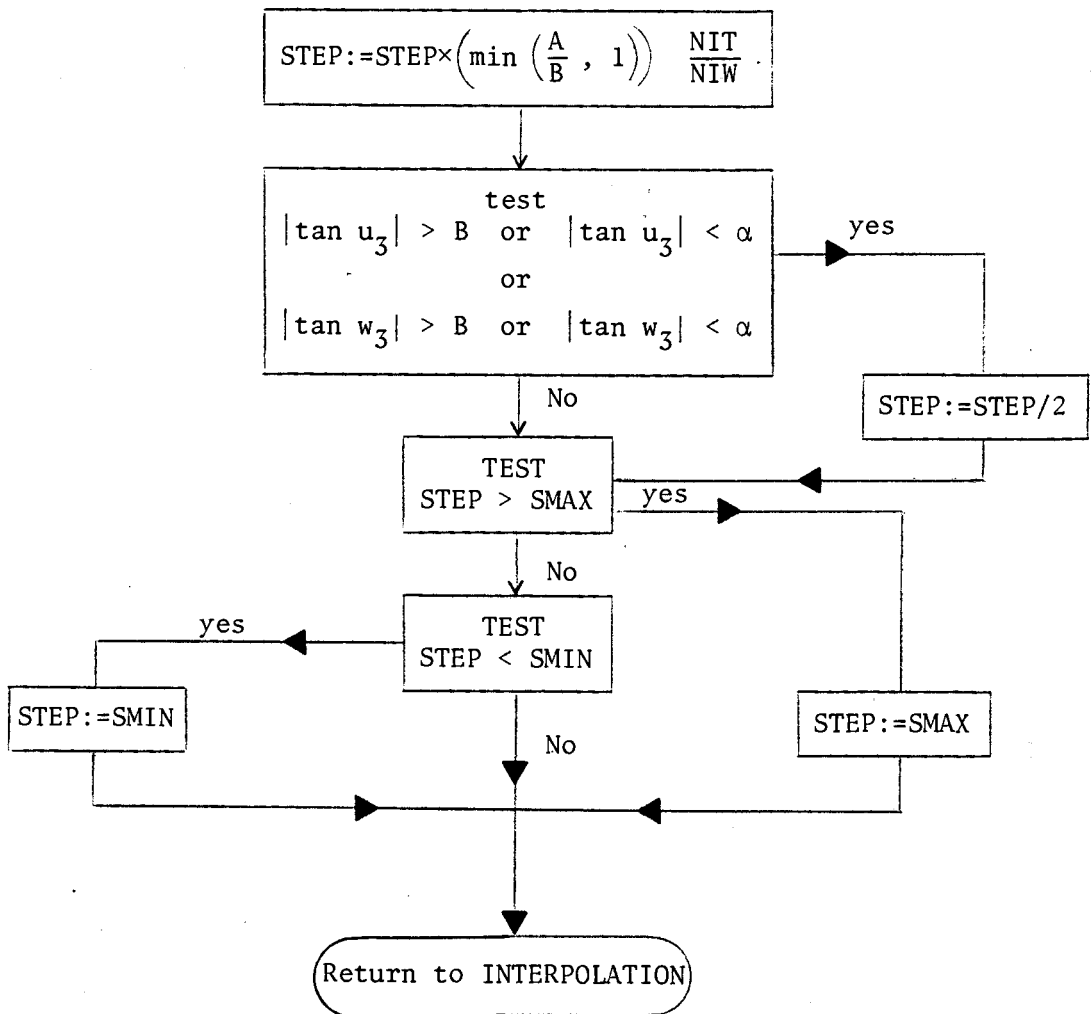 STEP:=STEP×(min (A/B , 1)) NIT/NIW
test
|tan u₃| > B or |tan u₃| < α
or
|tan w₃| > B or |tan w₃| < α
yes
STEP:=STEP/2
No
TEST
STEP > SMAX
yes
No
TEST
STEP < SMIN
yes
STEP:=SMIN
No
STEP:=SMAX
Return to INTERPOLATION